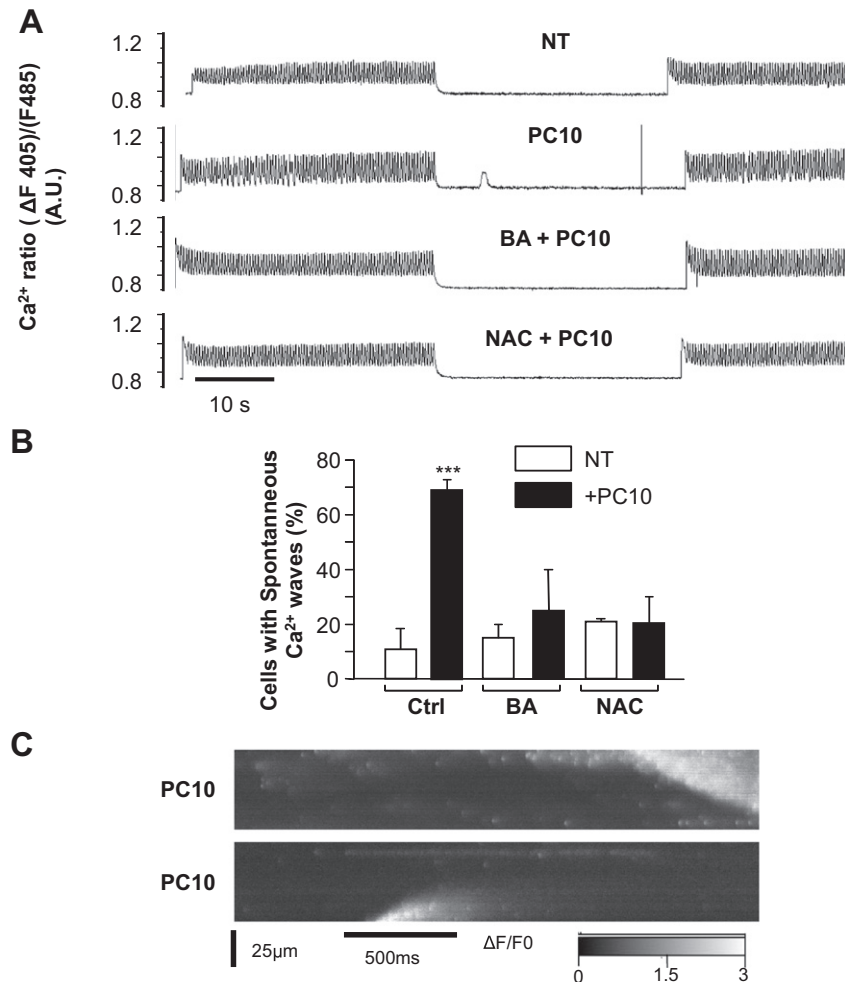 A
Ca²⁺ ratio ( ΔF 405)/(F485)
(A.U.)
1.2
0.8
NT
1.2
0.8
PC10
1.2
0.8
BA + PC10
1.2
0.8
NAC + PC10
10 s
B
Cells with Spontanneous
Ca²⁺ waves (%)
80
60
40
20
0
***
NT
+PC10
Ctrl
BA
NAC
C
PC10
PC10
25µm
500ms
ΔF/F0
0
1.5
3